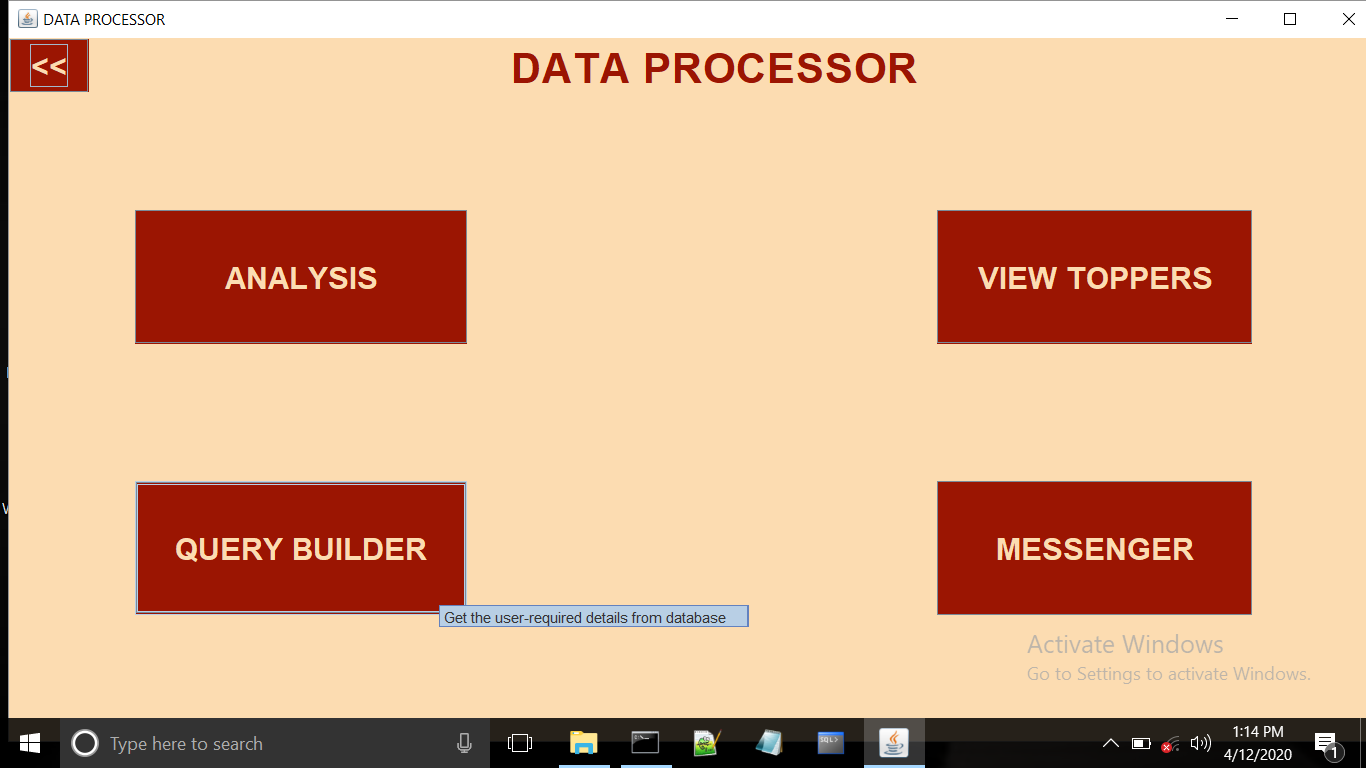 DATA PROCESSOR
<<
DATA PROCESSOR
ANALYSIS
VIEW TOPPERS
QUERY BUILDER
MESSENGER
Get the user-required details from database
Activate Windows
Go to Settings to activate Windows.
Type here to search
SQL>
1:14 PM
4/12/2020
1